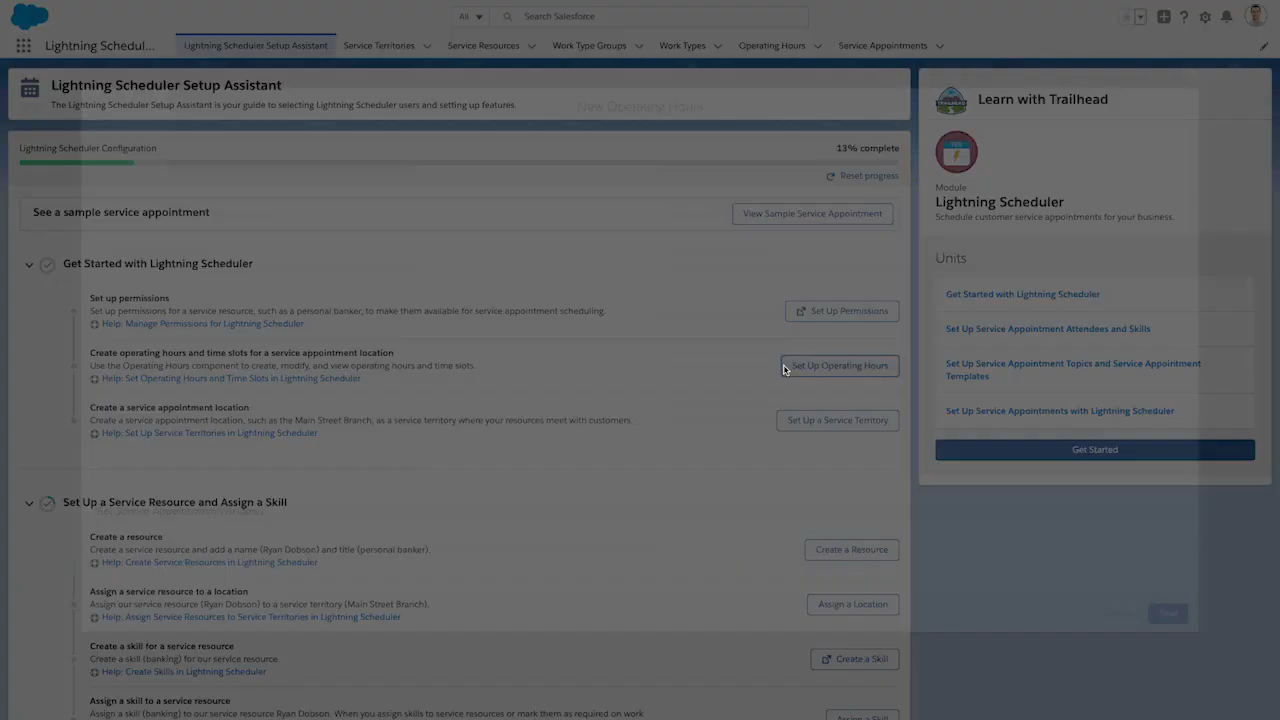 All
Search Salesforce
Lightning Schedul...
Lightning Scheduler Setup Assistant
Service Territories
Service Resources
Work Type Groups
Work Types
Operating Hours
Service Appointments
Lightning Scheduler Setup Assistant
The Lightning Scheduler Setup Assistant is your guide to selecting Lightning Scheduler users and setting up features.
New Operating Hours
Lightning Scheduler Configuration
13% complete
Reset progress
See a sample service appointment
View Sample Service Appointment
Get Started with Lightning Scheduler
Set up permissions
Set up permissions for a service resource, such as a personal banker, to make them available for service appointment scheduling.
Help: Manage Permissions for Lightning Scheduler
Set Up Permissions
Create operating hours and time slots for a service appointment location
Use the Operating Hours component to create, modify, and view operating hours and time slots.
Help: Set Operating Hours and Time Slots in Lightning Scheduler
Set Up Operating Hours
Create a service appointment location
Create a service appointment location, such as the Main Street Branch, as a service territory where your resources meet with customers.
Help: Set Up Service Territories in Lightning Scheduler
Set Up a Service Territory
Set Up a Service Resource and Assign a Skill
Create a resource
Create a service resource and add a name (Ryan Dobson) and title (personal banker).
Help: Create Service Resources in Lightning Scheduler
Create a Resource
Assign a service resource to a location
Assign our service resource (Ryan Dobson) to a service territory (Main Street Branch).
Help: Assign Service Resources to Service Territories in Lightning Scheduler
Assign a Location
Create a skill for a service resource
Create a skill (banking) for our service resource.
Help: Create Skills in Lightning Scheduler
Create a Skill
Assign a skill to a service resource
Assign a skill (banking) to our service resource Ryan Dobson. When you assign skills to service resources or mark them as required on work
Assign a Skill
TRAILHEAD
Learn with Trailhead
Module
Lightning Scheduler
Schedule customer service appointments for your business.
Units
Get Started with Lightning Scheduler
Set Up Service Appointment Attendees and Skills
Set Up Service Appointment Topics and Service Appointment
Templates
Set Up Service Appointments with Lightning Scheduler
Get Started